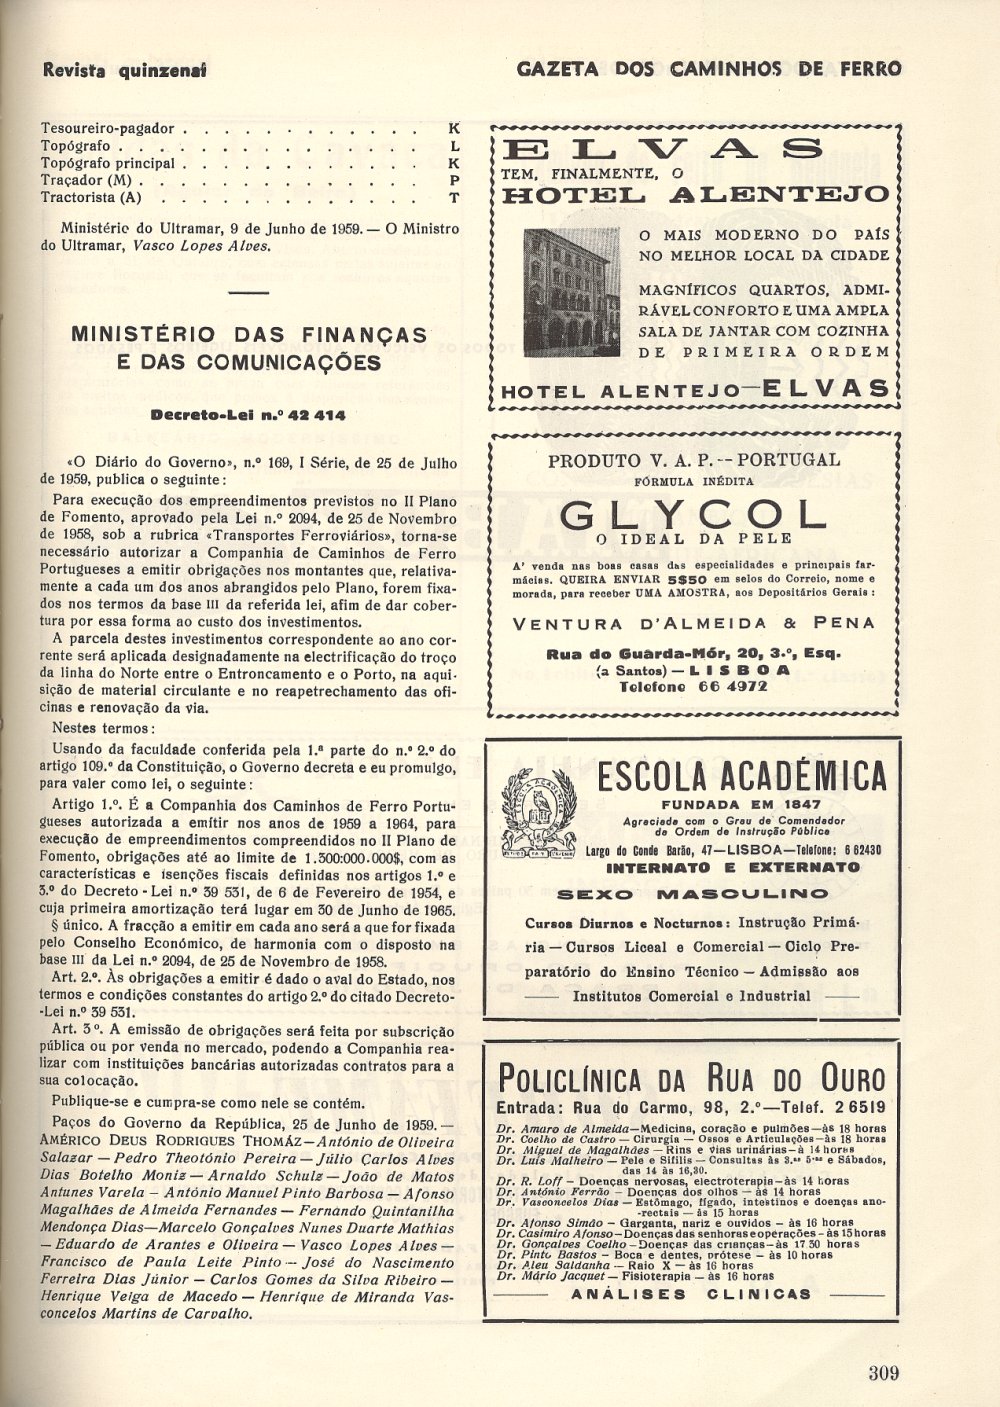 Revista quinzenal
GAZETA DOS CAMINHOS DE FERRO
Tesoureiro-pagador . . . . . . . . . . . . K
Topógrafo . . . . . . . . . . . . . . . . L
Topógrafo principal . . . . . . . . . . . . K
Traçador (M) . . . . . . . . . . . . . . . P
Tractorista (A) . . . . . . . . . . . . . T
Ministério do Ultramar, 9 de Junho de 1959. — O Ministro
do Ultramar, Vasco Lopes Alves.
MINISTÉRIO DAS FINANÇAS
E DAS COMUNICAÇÕES
Decreto-Lei n.º 42 414
«O Diário do Governo», n.º 169, I Série, de 25 de Julho
de 1959, publica o seguinte:
Para execução dos empreendimentos previstos no II Plano
de Fomento, aprovado pela Lei n.º 2094, de 25 de Novembro
de 1958, sob a rubrica «Transportes Ferroviários», torna-se
necessário autorizar a Companhia de Caminhos de Ferro
Portugueses a emitir obrigações nos montantes que, relativa-
mente a cada um dos anos abrangidos pelo Plano, forem fixa-
dos nos termos da base III da referida lei, afim de dar cober-
tura por essa forma ao custo dos investimentos.
A parcela destes investimentos correspondente ao ano cor-
rente será aplicada designadamente na electrificação do troço
da linha do Norte entre o Entroncamento e o Porto, na aqui-
sição de material circulante e no reapetrechamento das ofi-
cinas e renovação da via.
Nestes termos:
Usando da faculdade conferida pela 1.ª parte do n.º 2.º do
artigo 109.º da Constituição, o Governo decreta e eu promulgo,
para valer como lei, o seguinte:
Artigo 1.º. É a Companhia dos Caminhos de Ferro Portu-
gueses autorizada a emitir nos anos de 1959 a 1964, para
execução de empreendimentos compreendidos no II Plano de
Fomento, obrigações até ao limite de 1.300:000.000$, com as
características e isenções fiscais definidas nos artigos 1.º e
3.º do Decreto-Lei n.º 39 531, de 6 de Fevereiro de 1954, e
cuja primeira amortização terá lugar em 30 de Junho de 1965.
§ único. A fracção a emitir em cada ano será a que for fixada
pelo Conselho Económico, de harmonia com o disposto na
base III da Lei n.º 2094, de 25 de Novembro de 1958.
Art. 2.º. Às obrigações a emitir é dado o aval do Estado, nos
termos e condições constantes do artigo 2.º do citado Decreto-
-Lei n.º 39 531.
Art. 3º. A emissão de obrigações será feita por subscrição
pública ou por venda no mercado, podendo a Companhia rea-
lizar com instituições bancárias autorizadas contratos para a
sua colocação.
Publique-se e cumpra-se como nele se contém.
Paços do Governo da República, 25 de Junho de 1959. —
AMÉRICO DEUS RODRIGUES THOMÁZ — António de Oliveira
Salazar — Pedro Theotónio Pereira — Júlio Carlos Alves
Dias Botelho Moniz — Arnaldo Schulz — João de Matos
Antunes Varela — António Manuel Pinto Barbosa — Afonso
Magalhães de Almeida Fernandes — Fernando Quintanilha
Mendonça Dias — Marcelo Gonçalves Nunes Duarte Mathias
— Eduardo de Arantes e Oliveira — Vasco Lopes Alves —
Francisco de Paula Leite Pinto — José do Nascimento
Ferreira Dias Júnior — Carlos Gomes da Silva Ribeiro —
Henrique Veiga de Macedo — Henrique de Miranda Vas-
concelos Martins de Carvalho.
ELVAS
TEM, FINALMENTE, O
HOTEL ALENTEJO
O MAIS MODERNO DO PAÍS
NO MELHOR LOCAL DA CIDADE
MAGNÍFICOS QUARTOS, ADMI-
RÁVEL CONFORTO E UMA AMPLA
SALA DE JANTAR COM COZINHA
DE PRIMEIRA ORDEM
HOTEL ALENTEJO — ELVAS
PRODUTO V. A. P. -- PORTUGAL
FÓRMULA INÉDITA
GLYCOL
O IDEAL DA PELE
A' venda nas boas casas das especialidades e principais far-
mácias. QUEIRA ENVIAR 5$50 em selos do Correio, nome e
morada, para receber UMA AMOSTRA, aos Depositários Gerais:
VENTURA D'ALMEIDA & PENA
Rua do Guarda-Mór, 20, 3.º, Esq.
(a Santos) — LISBOA
Telefone 66 4972
ESCOLA ACADÉMICA
FUNDADA EM 1847
Agraciada com o Grau de Comendador
da Ordem de Instrução Pública
Largo do Conde Barão, 47 — LISBOA — Telefone: 6 62430
INTERNATO E EXTERNATO
SEXO MASCULINO
Cursos Diurnos e Nocturnos: Instrução Primá-
ria — Cursos Liceal e Comercial — Ciclo Pre-
paratório do Ensino Técnico — Admissão aos
Institutos Comercial e Industrial
POLICLÍNICA DA RUA DO OURO
Entrada: Rua do Carmo, 98, 2.º — Telef. 2 6519
Dr. Amaro de Almeida — Medicina, coração e pulmões — às 18 horas
Dr. Coelho de Castro — Cirurgia — Ossos e Articulações — às 18 horas
Dr. Miguel de Magalhães — Rins e vias urinárias — à 14 horas
Dr. Luís Malheiro — Pele e Sífilis — Consultas às 3.as 5.as e Sábados,
das 14 às 16,30.
Dr. R. Loff — Doenças nervosas, electroterapia — às 14 horas
Dr. António Ferrão — Doenças dos olhos — às 14 horas
Dr. Vasconcelos Dias — Estômago, fígado, intestinos e doenças ano-
-rectais — às 15 horas
Dr. Afonso Simão — Garganta, nariz e ouvidos — às 16 horas
Dr. Casimiro Afonso — Doenças das senhoras e operações — às 15 horas
Dr. Gonçalves Coelho — Doenças das crianças — às 17 50 horas
Dr. Pinto Bastos — Boca e dentes, prótese — às 10 horas
Dr. Aleu Saldanha — Raio X — às 16 horas
Dr. Mário Jacquet — Fisioterapia — às 16 horas
ANÁLISES CLINICAS
309